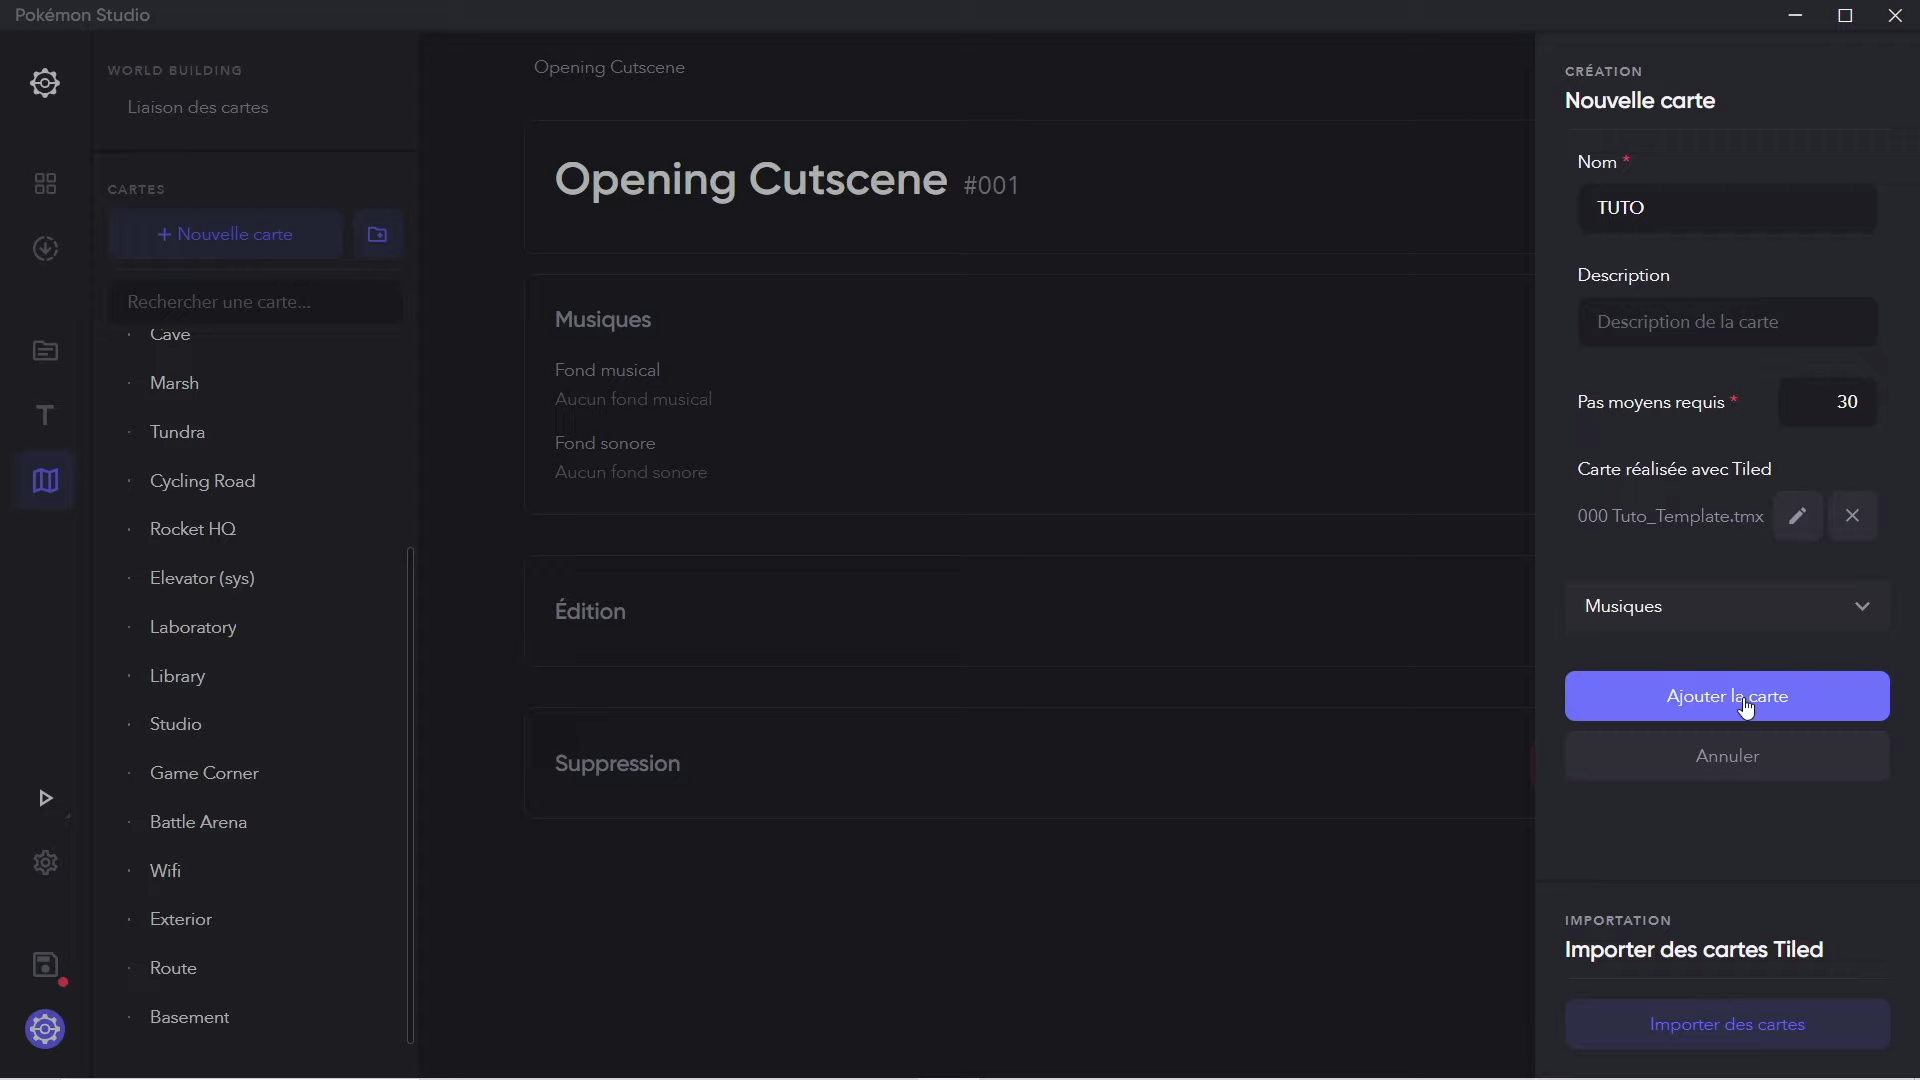 Pokémon Studio
WORLD BUILDING
Liaison des cartes
CARTES
+ Nouvelle carte
Rechercher une carte...
Cave
Marsh
Tundra
Cycling Road
Rocket HQ
Elevator (sys)
Laboratory
Library
Studio
Game Corner
Battle Arena
Wifi
Exterior
Route
Basement
Opening Cutscene
Opening Cutscene #001
Musiques
Fond musical
Aucun fond musical
Fond sonore
Aucun fond sonore
Édition
Suppression
CRÉATION
Nouvelle carte
Nom *
TUTO
Description
Description de la carte
Pas moyens requis * 30
Carte réalisée avec Tiled
000 Tuto_Template.tmx
Musiques
Ajouter la carte
Annuler
IMPORTATION
Importer des cartes Tiled
Importer des cartes